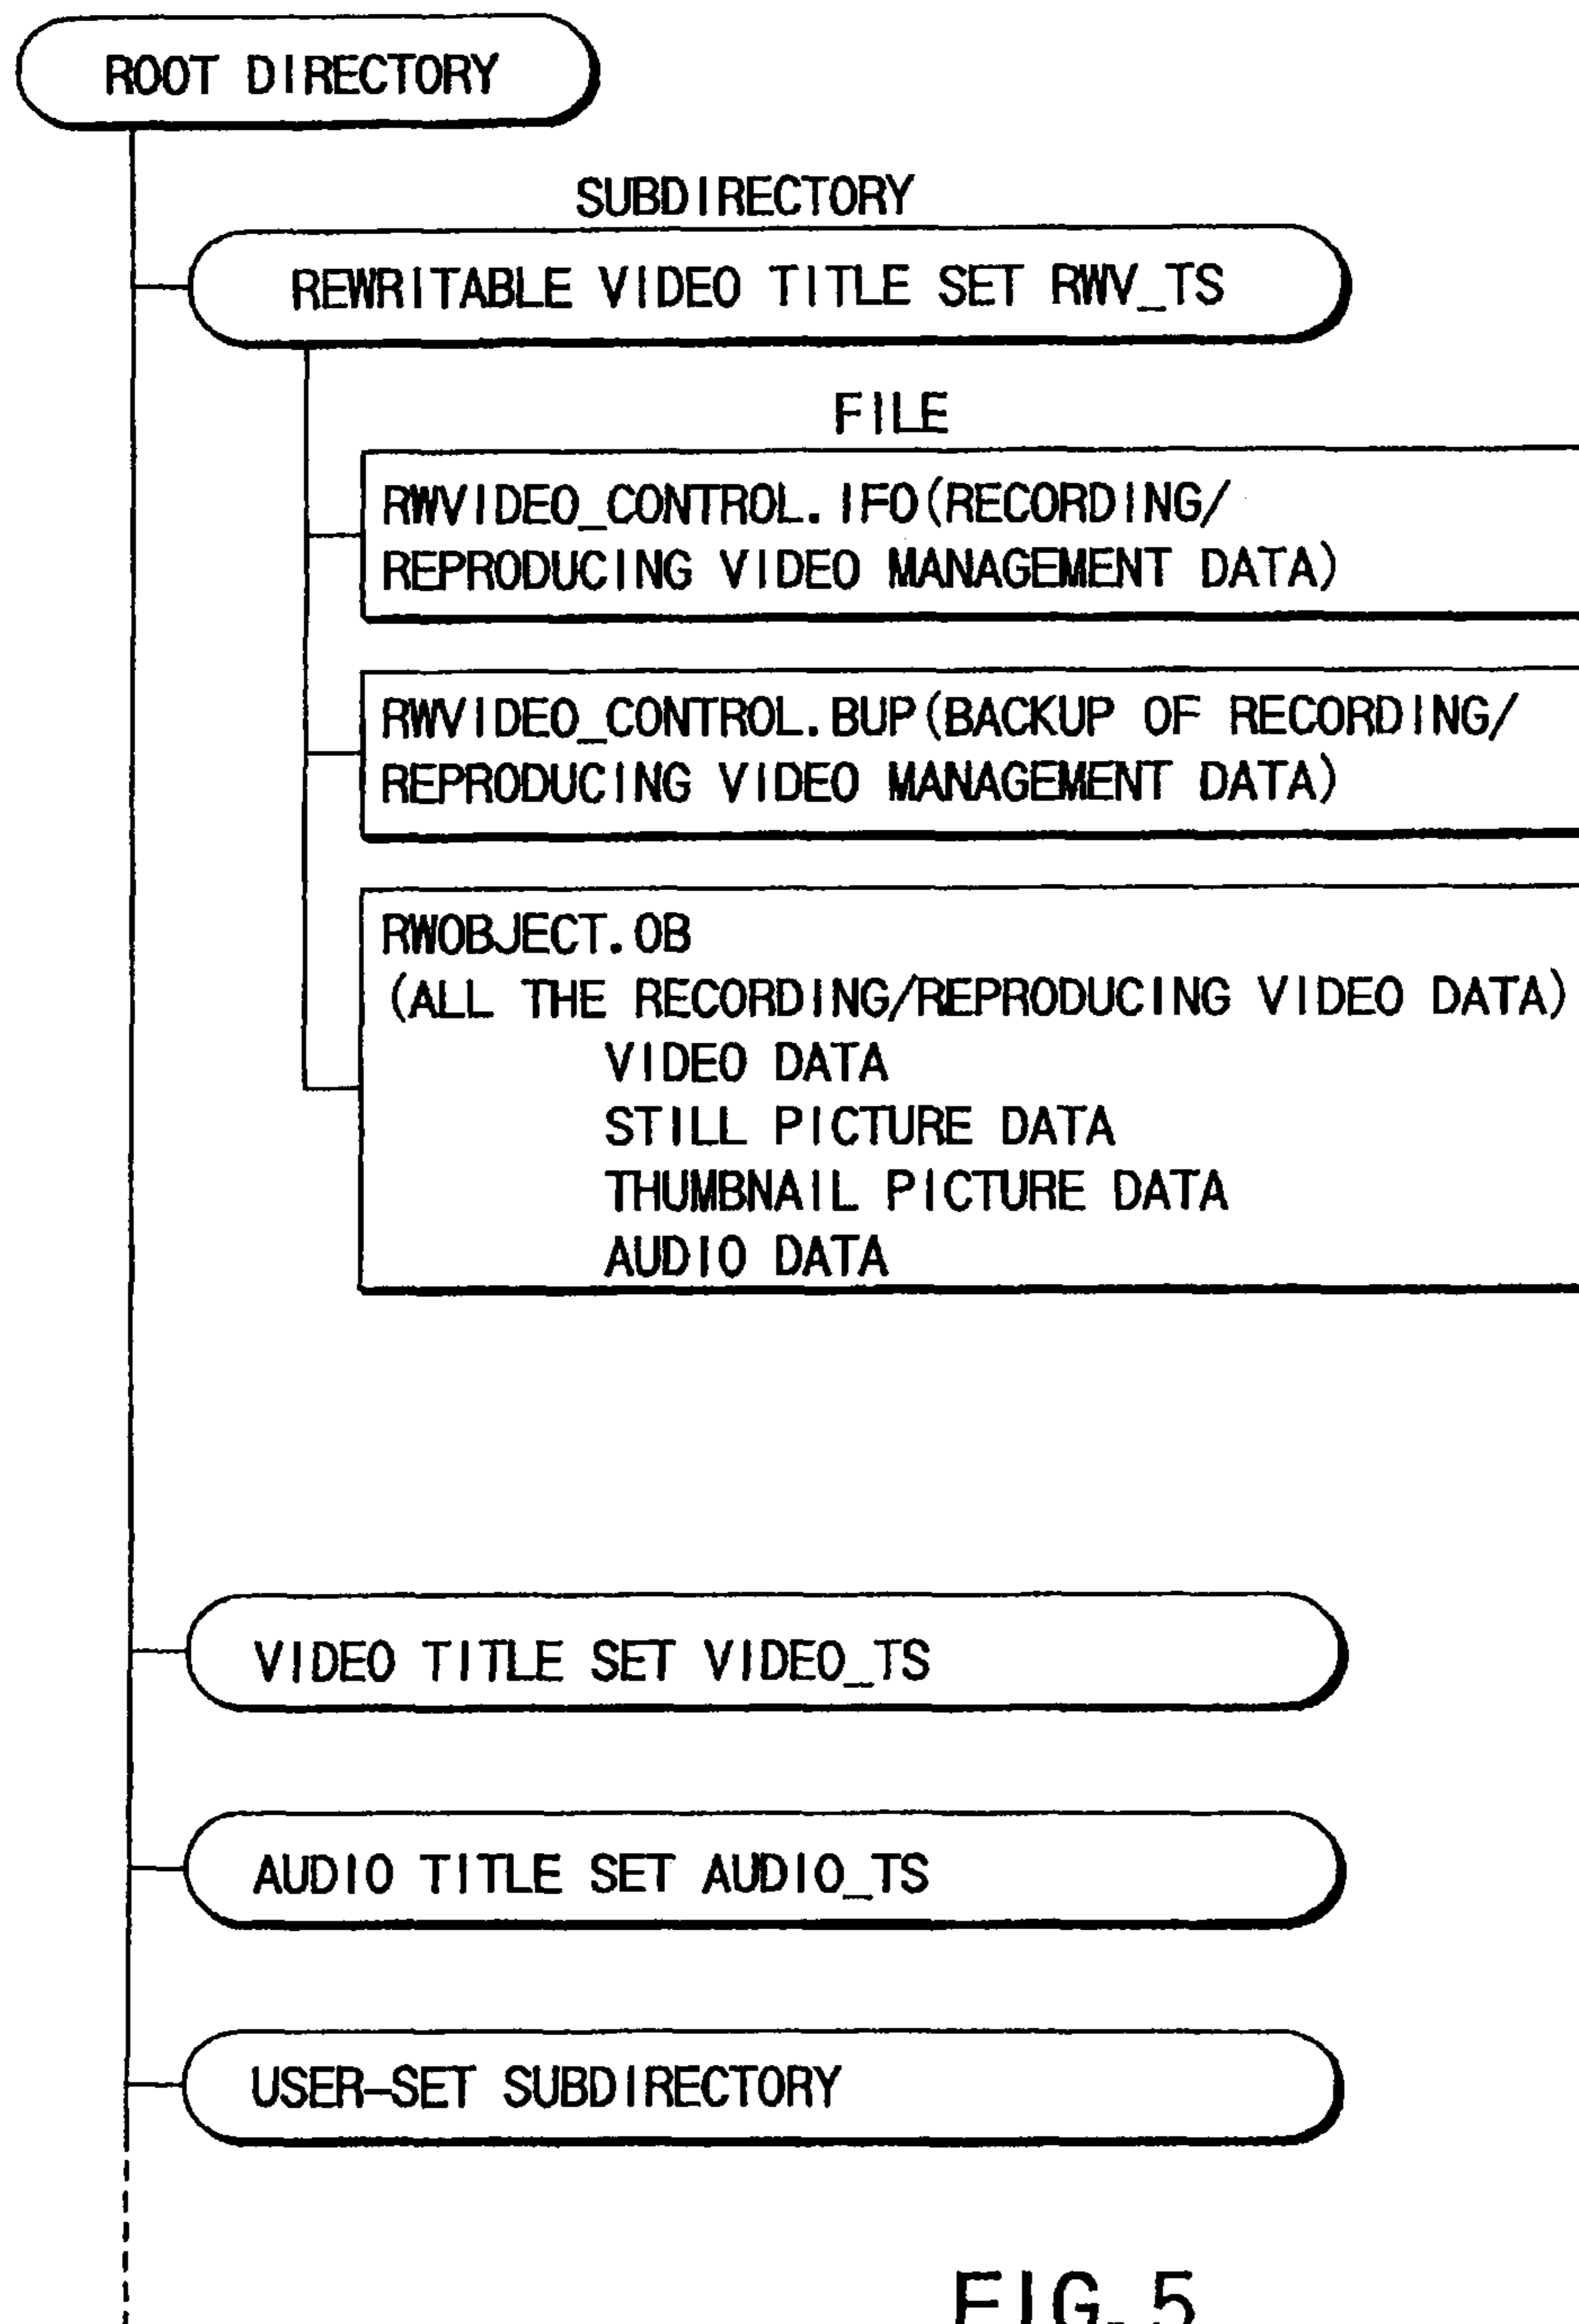 ROOT DIRECTORY
SUBDIRECTORY
REWRITABLE VIDEO TITLE SET RWV_TS
FILE
RWVIDEO_CONTROL.IFO(RECORDING/
REPRODUCING VIDEO MANAGEMENT DATA)
RWVIDEO_CONTROL.BUP(BACKUP OF RECORDING/
REPRODUCING VIDEO MANAGEMENT DATA)
RWOBJECT.OB
(ALL THE RECORDING/REPRODUCING VIDEO DATA)
VIDEO DATA
STILL PICTURE DATA
THUMBNAIL PICTURE DATA
AUDIO DATA
VIDEO TITLE SET VIDEO_TS
AUDIO TITLE SET AUDIO_TS
USER-SET SUBDIRECTORY
FIG. 5